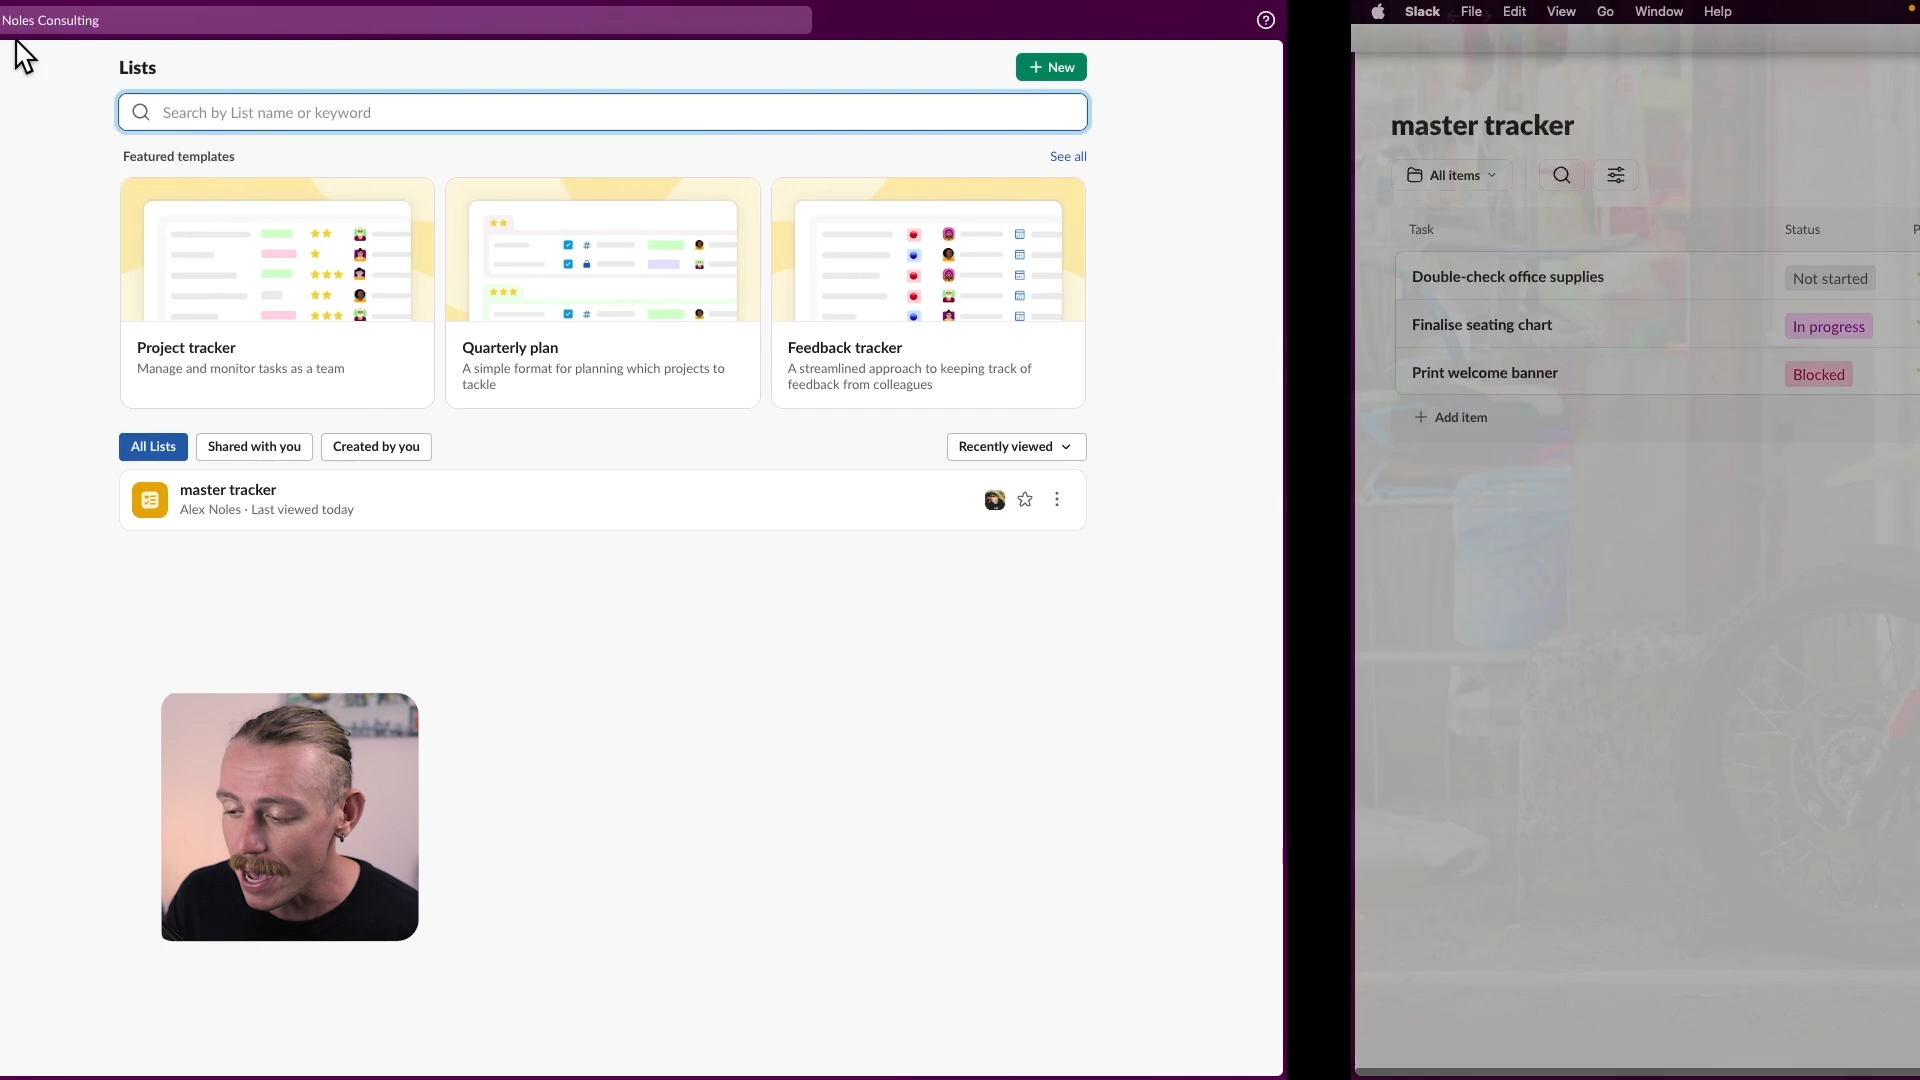 Noles Consulting
Lists
New
Search by List name or keyword
Featured templates
See all
Project tracker
Manage and monitor tasks as a team
Quarterly plan
A simple format for planning which projects to
tackle
Feedback tracker
A streamlined approach to keeping track of
feedback from colleagues
All Lists
Shared with you
Created by you
Recently viewed
master tracker
Alex Noles · Last viewed today
Slack File Edit View Go Window Help
master tracker
All items
Task Status P
Double-check office supplies Not started
Finalise seating chart In progress
Print welcome banner Blocked
Add item